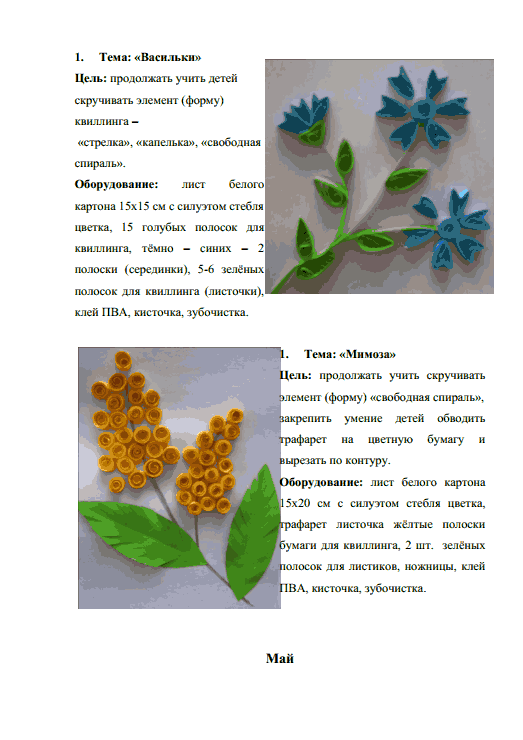 1. Тема: «Васильки»
Цель: продолжать учить детей
скручивать элемент (форму)
квиллинга –
«стрелка», «капелька», «свободная
спираль».
Оборудование: лист белого
картона 15х15 см с силуэтом стебля
цветка, 15 голубых полосок для
квиллинга, тёмно – синих – 2
полоски (серединки), 5-6 зелёных
полосок для квиллинга (листочки),
клей ПВА, кисточка, зубочистка.
1. Тема: «Мимоза»
Цель: продолжать учить скручивать
элемент (форму) «свободная спираль»,
закрепить умение детей обводить
трафарет на цветную бумагу и
вырезать по контуру.
Оборудование: лист белого картона
15х20 см с силуэтом стебля цветка,
трафарет листочка жёлтые полоски
бумаги для квиллинга, 2 шт. зелёных
полосок для листиков, ножницы, клей
ПВА, кисточка, зубочистка.
Май